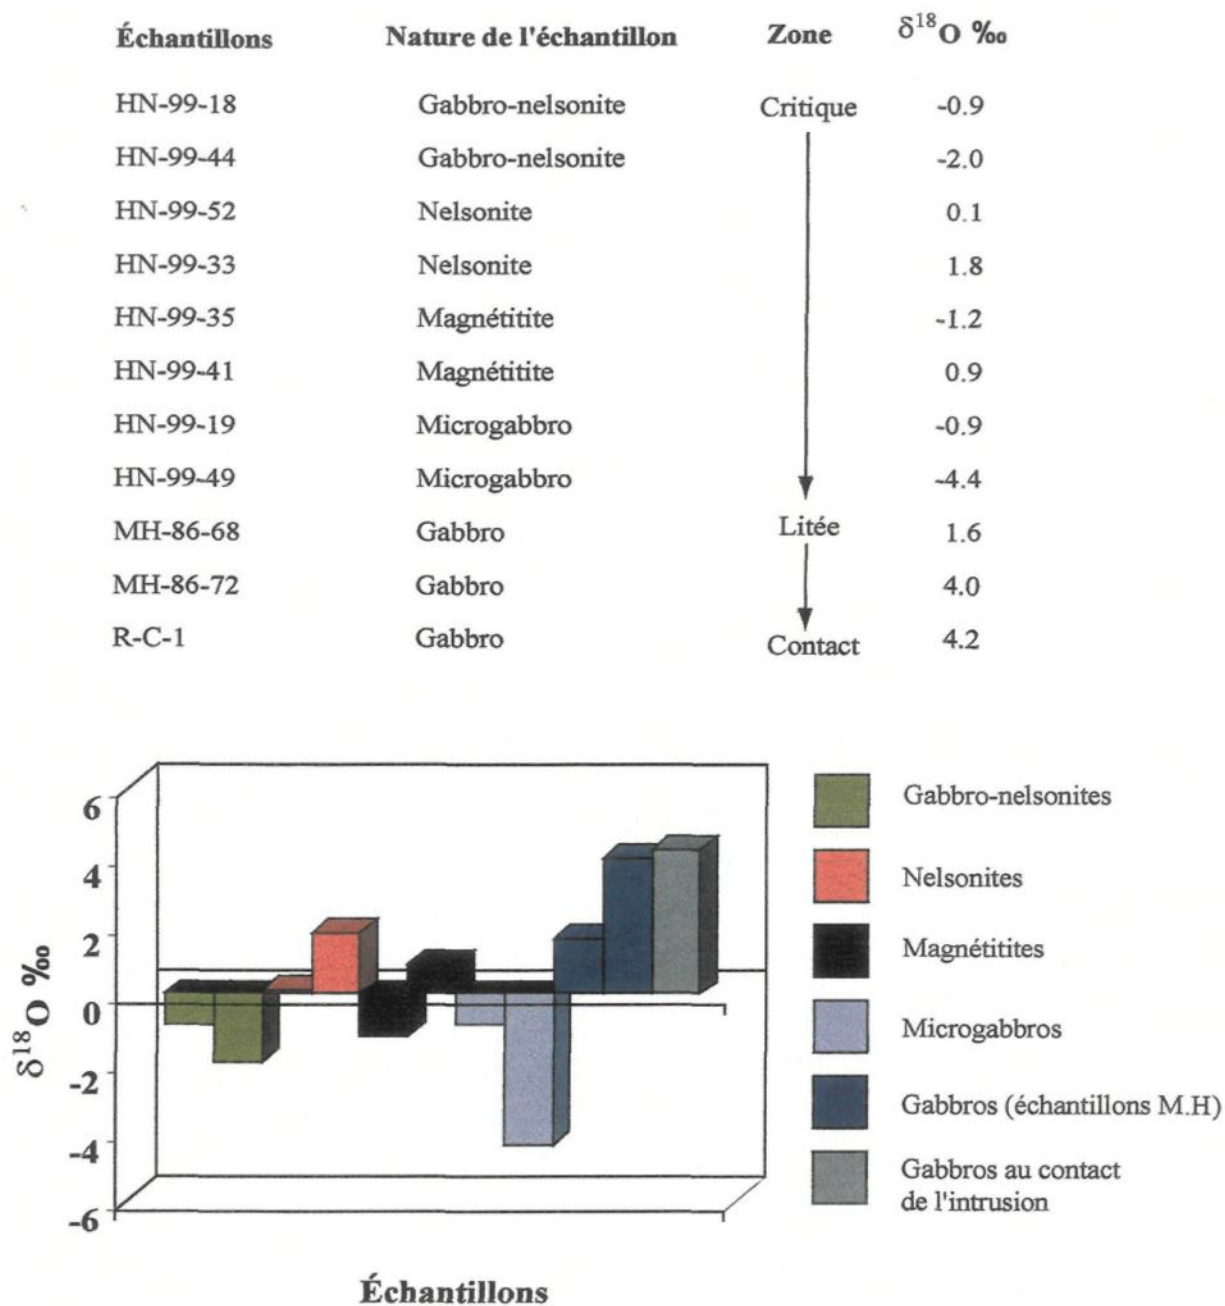 Échantillons Nature de l'échantillon Zone δ¹⁸O ‰
HN-99-18 Gabbro-nelsonite Critique -0.9
HN-99-44 Gabbro-nelsonite -2.0
HN-99-52 Nelsonite 0.1
HN-99-33 Nelsonite 1.8
HN-99-35 Magnétitite -1.2
HN-99-41 Magnétitite 0.9
HN-99-19 Microgabbro -0.9
HN-99-49 Microgabbro -4.4
MH-86-68 Gabbro Litée 1.6
MH-86-72 Gabbro 4.0
R-C-1 Gabbro Contact 4.2
6
4
2
0
-2
-4
-6
δ¹⁸O ‰
Échantillons
Gabbro-nelsonites
Nelsonites
Magnétitites
Microgabbros
Gabbros (échantillons M.H)
Gabbros au contact
de l'intrusion